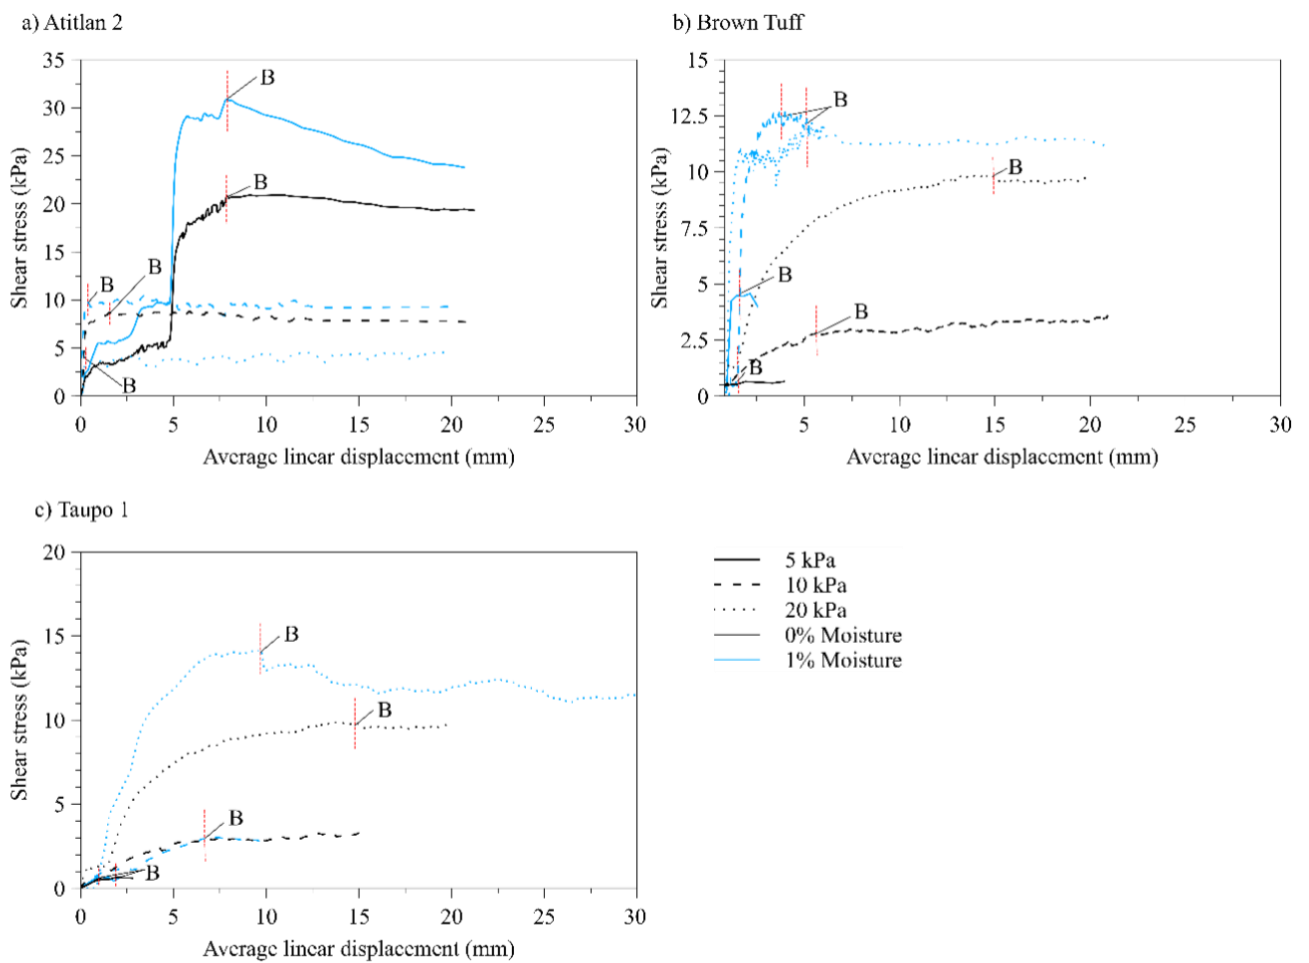 a) Atitlan 2
35
30
25
20
15
10
5
0
Shear stress (kPa)
B
B
B
B
B
0
5
10
15
20
25
30
Average linear displacement (mm)
b) Brown Tuff
15
12.5
10
9.5
7.5
5
2.5
0
Shear stress (kPa)
B
B
B
B
B
5
10
15
20
25
30
Average linear displacement (mm)
c) Taupo 1
20
15
10
5
0
Shear stress (kPa)
B
B
B
B
0
5
10
15
20
25
30
Average linear displacement (mm)
5 kPa
10 kPa
20 kPa
0% Moisture
1% Moisture